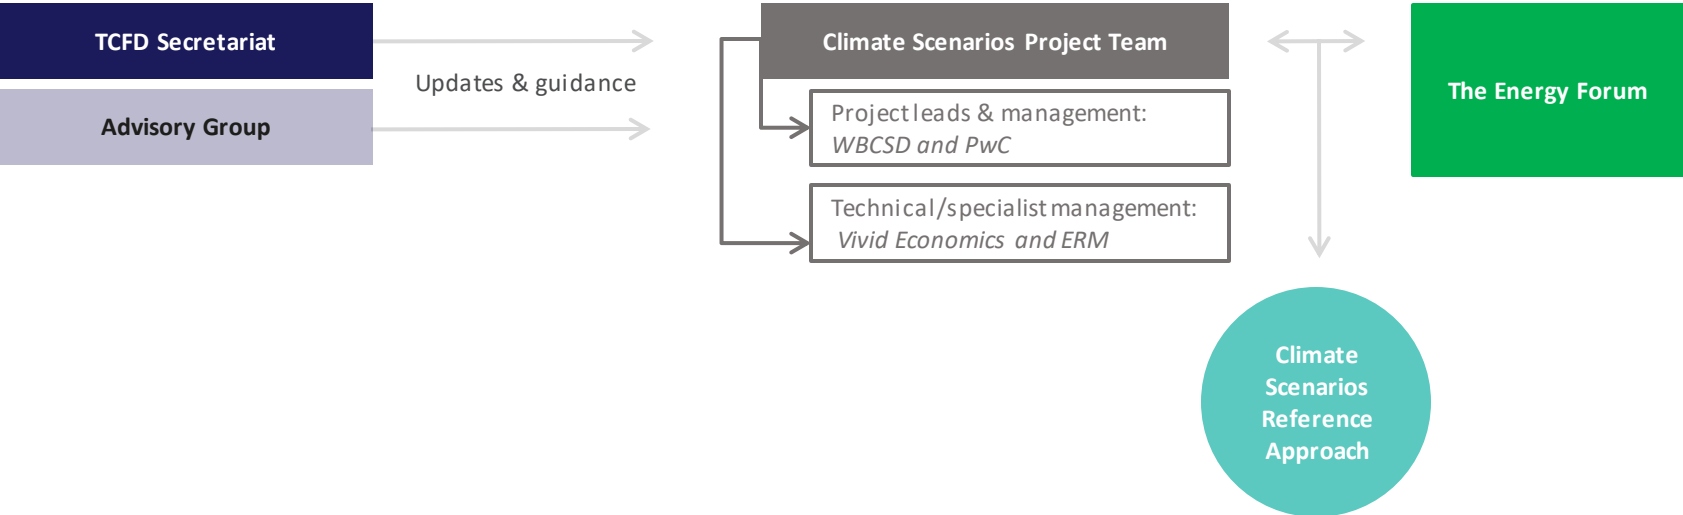 TCFD Secretariat
Advisory Group
Updates & guidance
Climate Scenarios Project Team
Project leads & management:
WBCSD and PwC
Technical/specialist management:
Vivid Economics and ERM
The Energy Forum
Climate
Scenarios
Reference
Approach